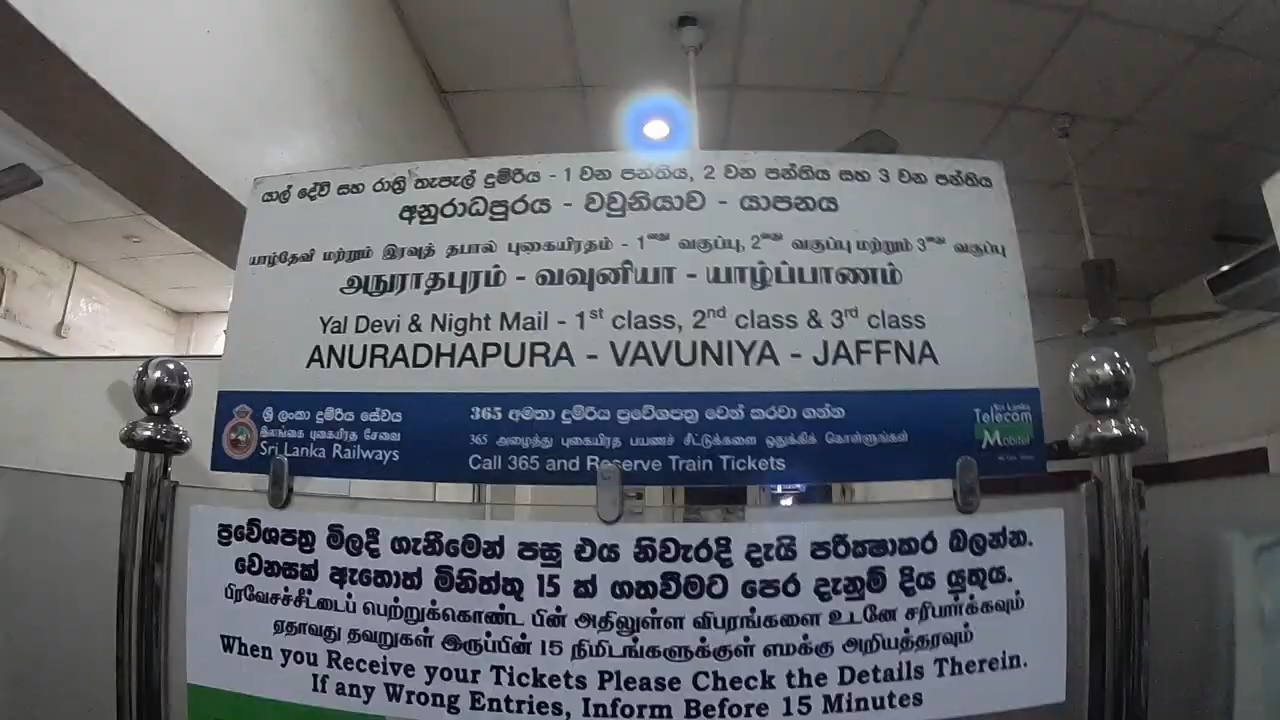 යාල් දේවි සහ රාත්‍රී තැපැල් දුම්රිය - 1 වන පන්තිය, 2 වන පන්තිය සහ 3 වන පන්තිය
අනුරාධපුරය - වවුනියාව - යාපනය
யாழ்தேவி மற்றும் இரவுத் தபால் புகையிரதம் - 1வது வகுப்பு, 2வது வகுப்பு மற்றும் 3வது வகுப்பு
அநுராதபுரம் - வவுனியா - யாழ்ப்பாணம்
Yal Devi & Night Mail - 1st class, 2nd class & 3rd class
ANURADHAPURA - VAVUNIYA - JAFFNA
ශ්‍රී ලංකා දුම්රිය සේවය
இலங்கை புகையிரத சேவை
Sri Lanka Railways
365 අමතා දුම්රිය ප්‍රවේශපත්‍ර වෙන් කරවා ගන්න
365 அழைத்து புகையிரத பயணச் சீட்டுக்களை ஒதுக்கிக் கொள்ளுங்கள்
Call 365 and Reserve Train Tickets
Sri Lanka
Telecom
Mobitel
ප්‍රවේශපත්‍ර මිලදී ගැනීමෙන් පසු එය නිවැරදි දැයි පරීක්ෂාකර බලන්න.
වෙනසක් ඇතොත් මිනිත්තු 15 ක් ගතවීමට පෙර දැනුම් දිය යුතුය.
பிரவேசச்சீட்டைப் பெற்றுக்கொண்ட பின் அதிலுள்ள விபரங்களை உடனே சரிபார்க்கவும்
ஏதாவது தவறுகள் இருப்பின் 15 நிமிடங்களுக்குள் எமக்கு அறியத்தரவும்
When you Receive your Tickets Please Check the Details Therein.
If any Wrong Entries, Inform Before 15 Minutes